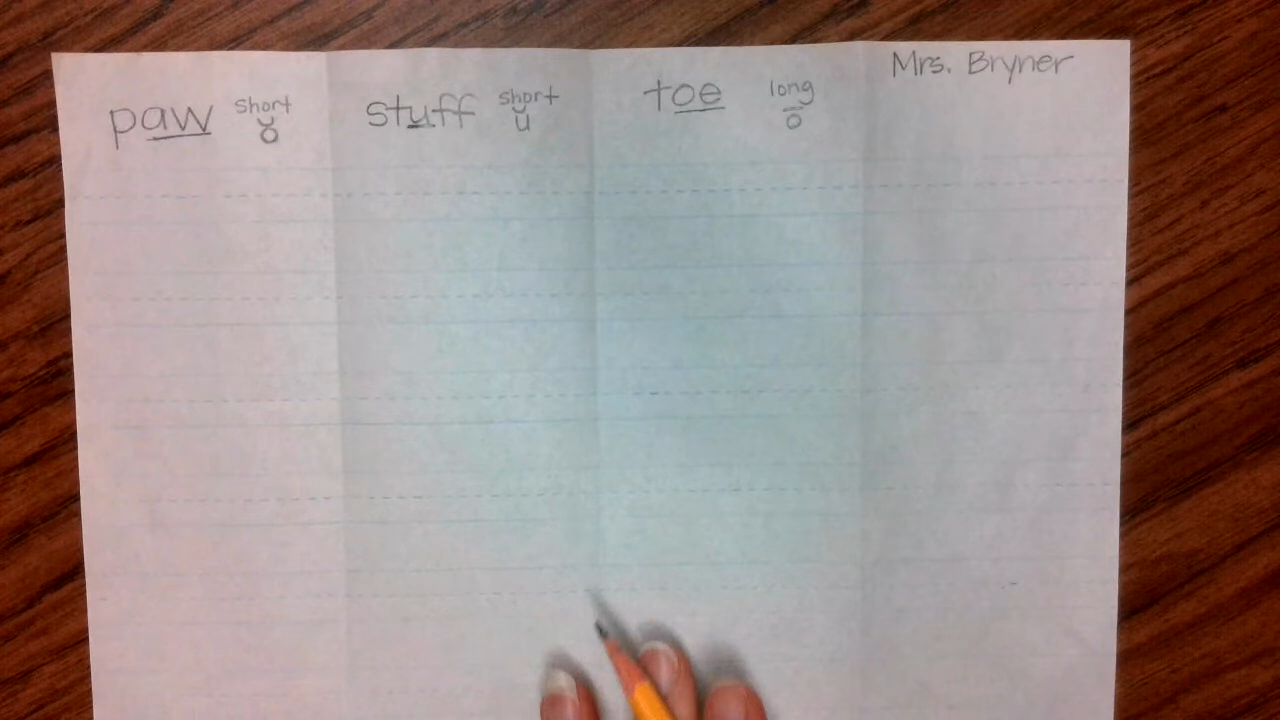 Mrs. Bryner
paw short ŏ
stuff short ŭ
toe long ō